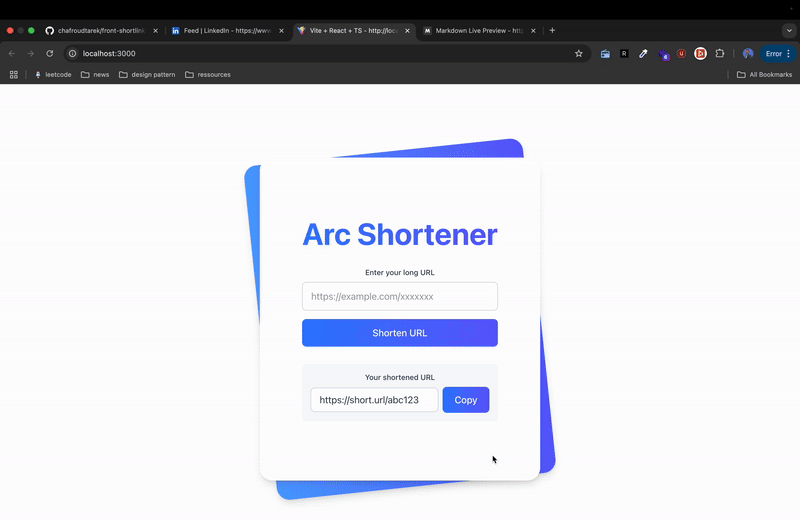 chafroudtarek/front-shortlink
Feed | LinkedIn - https://www
Vite + React + TS - http://loc
Markdown Live Preview - http
localhost:3000
Error
leetcode
news
design pattern
ressources
All Bookmarks
Arc Shortener
Enter your long URL
https://example.com/xxxxxxx
Shorten URL
Your shortened URL
https://short.url/abc123
Copy